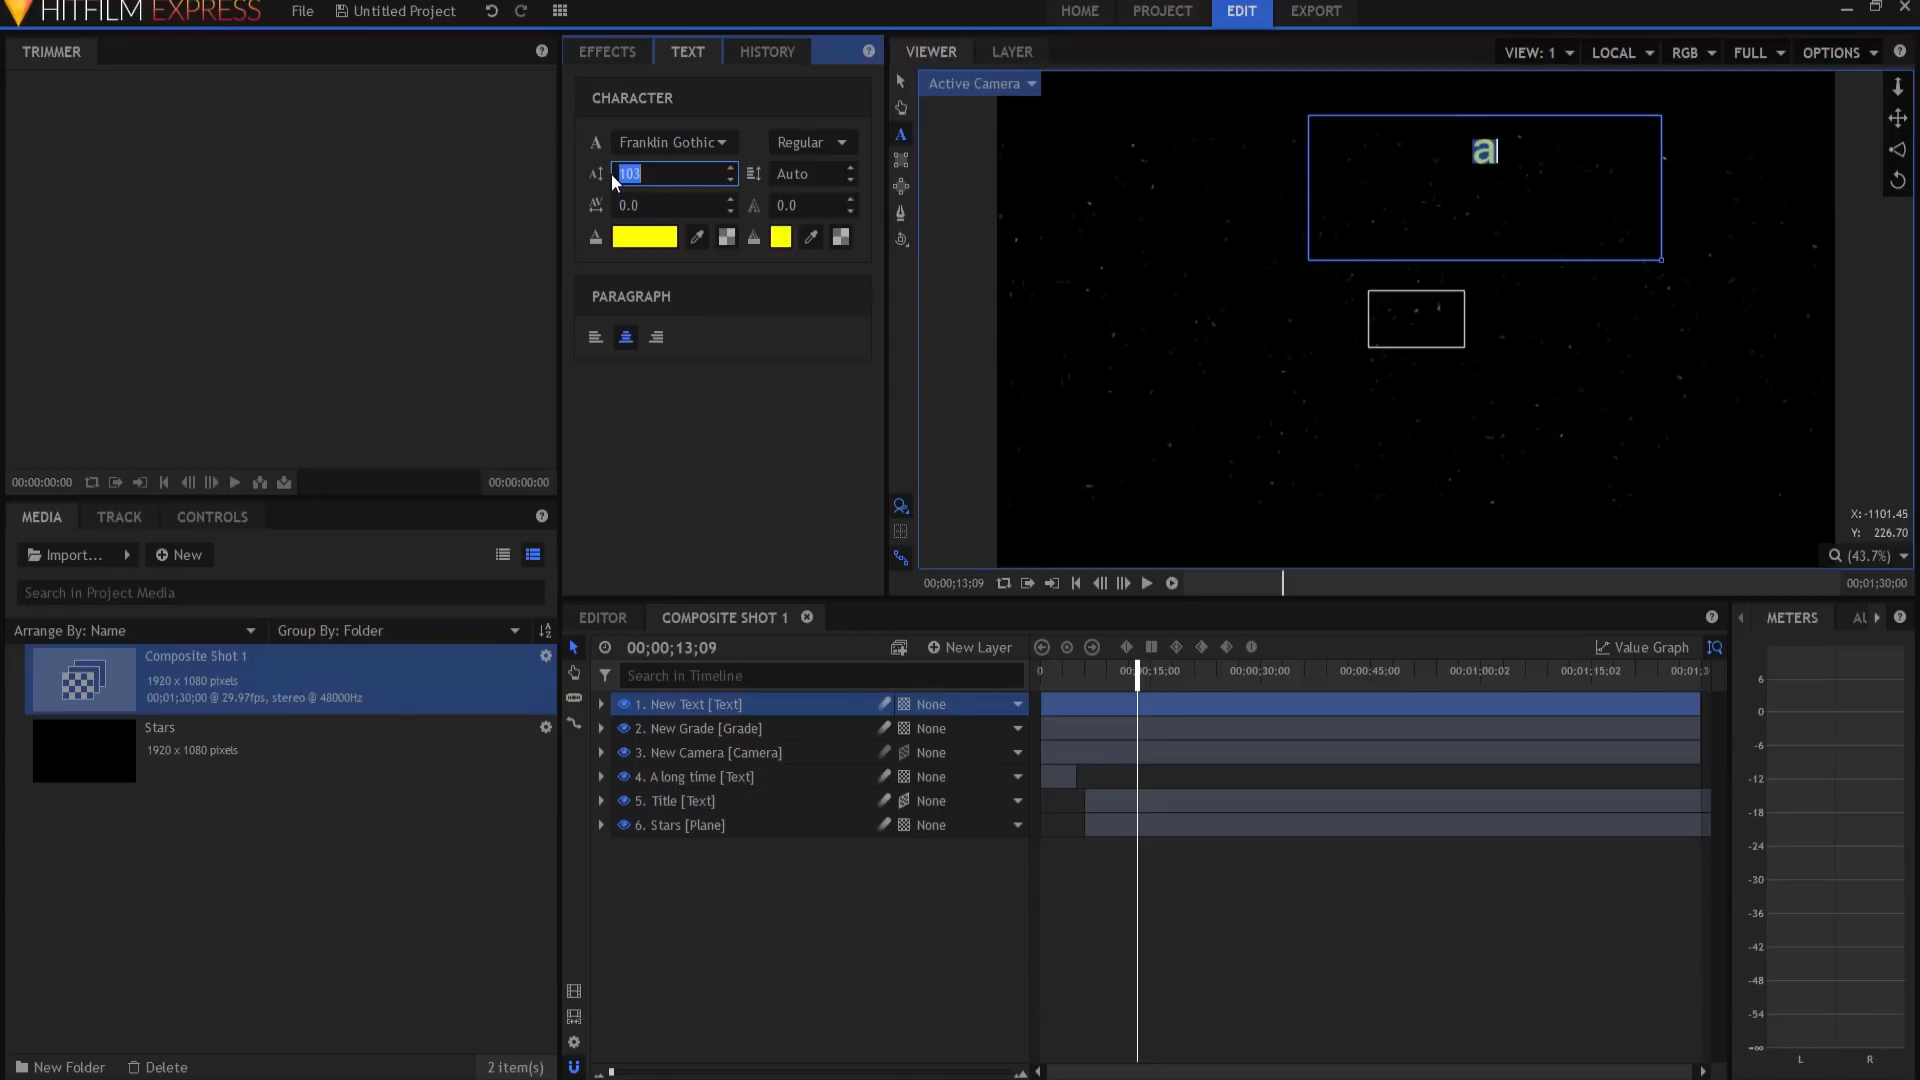 HITFILM EXPRESS
File
Untitled Project
HOME
PROJECT
EDIT
EXPORT
TRIMMER
EFFECTS
TEXT
HISTORY
VIEWER
LAYER
VIEW: 1
LOCAL
RGB
FULL
OPTIONS
Active Camera
CHARACTER
Franklin Gothic
Regular
103
Auto
0.0
0.0
PARAGRAPH
a
X: -1101.45
Y: 226.70
(43.7%)
00:00:00:00
00:00:00:00
00;00;13;09
00;01;30;00
MEDIA
TRACK
CONTROLS
Import...
New
Search in Project Media
Arrange By: Name
Group By: Folder
Composite Shot 1
1920 x 1080 pixels
00;01;30;00 @ 29.97fps, stereo @ 48000Hz
Stars
1920 x 1080 pixels
New Folder
Delete
2 item(s)
EDITOR
COMPOSITE SHOT 1
00;00;13;09
New Layer
Value Graph
Search in Timeline
0
00;00;15;00
00;00;30;00
00;00;45;00
00;01;00;02
00;01;15;02
00;01;3
1. New Text [Text]
None
2. New Grade [Grade]
None
3. New Camera [Camera]
None
4. A long time [Text]
None
5. Title [Text]
None
6. Stars [Plane]
None
METERS
AU
6
0
-6
-12
-18
-24
-30
-36
-42
-48
-54
-∞
L
R